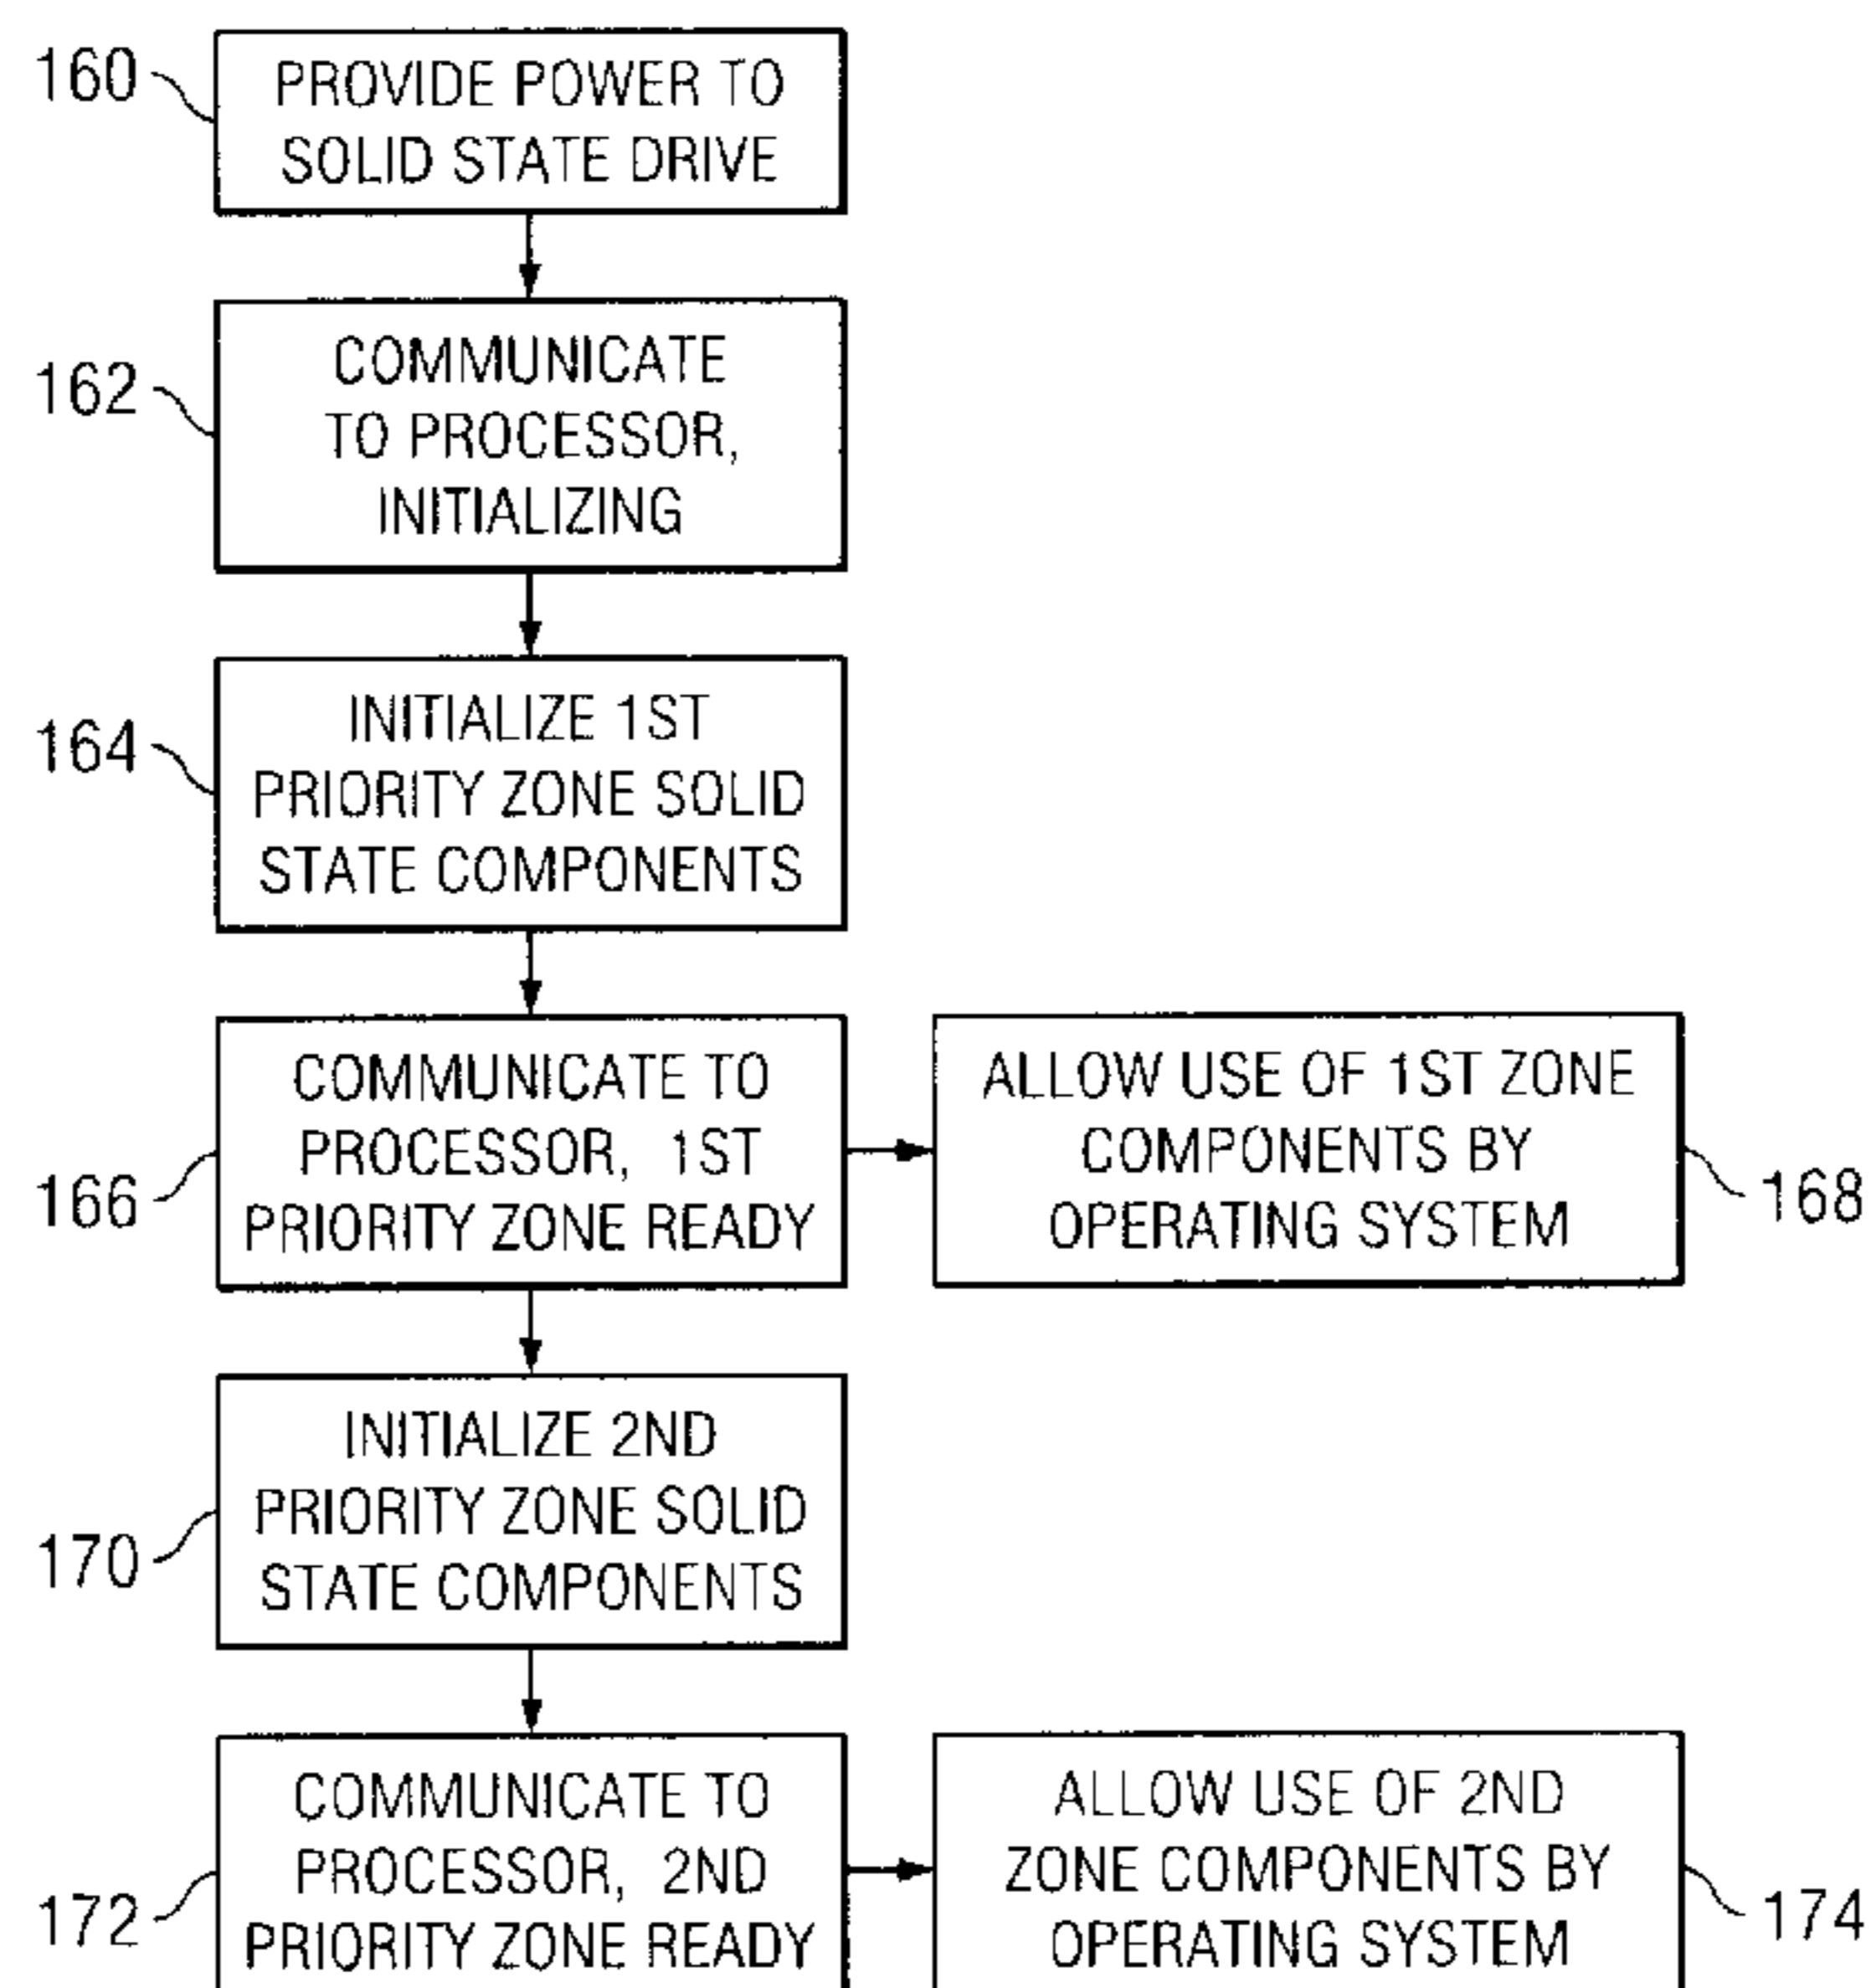 160
PROVIDE POWER TO
SOLID STATE DRIVE
162
COMMUNICATE
TO PROCESSOR,
INITIALIZING
164
INITIALIZE 1ST
PRIORITY ZONE SOLID
STATE COMPONENTS
166
COMMUNICATE TO
PROCESSOR, 1ST
PRIORITY ZONE READY
ALLOW USE OF 1ST ZONE
COMPONENTS BY
OPERATING SYSTEM
168
170
INITIALIZE 2ND
PRIORITY ZONE SOLID
STATE COMPONENTS
172
COMMUNICATE TO
PROCESSOR, 2ND
PRIORITY ZONE READY
ALLOW USE OF 2ND
ZONE COMPONENTS BY
OPERATING SYSTEM
174